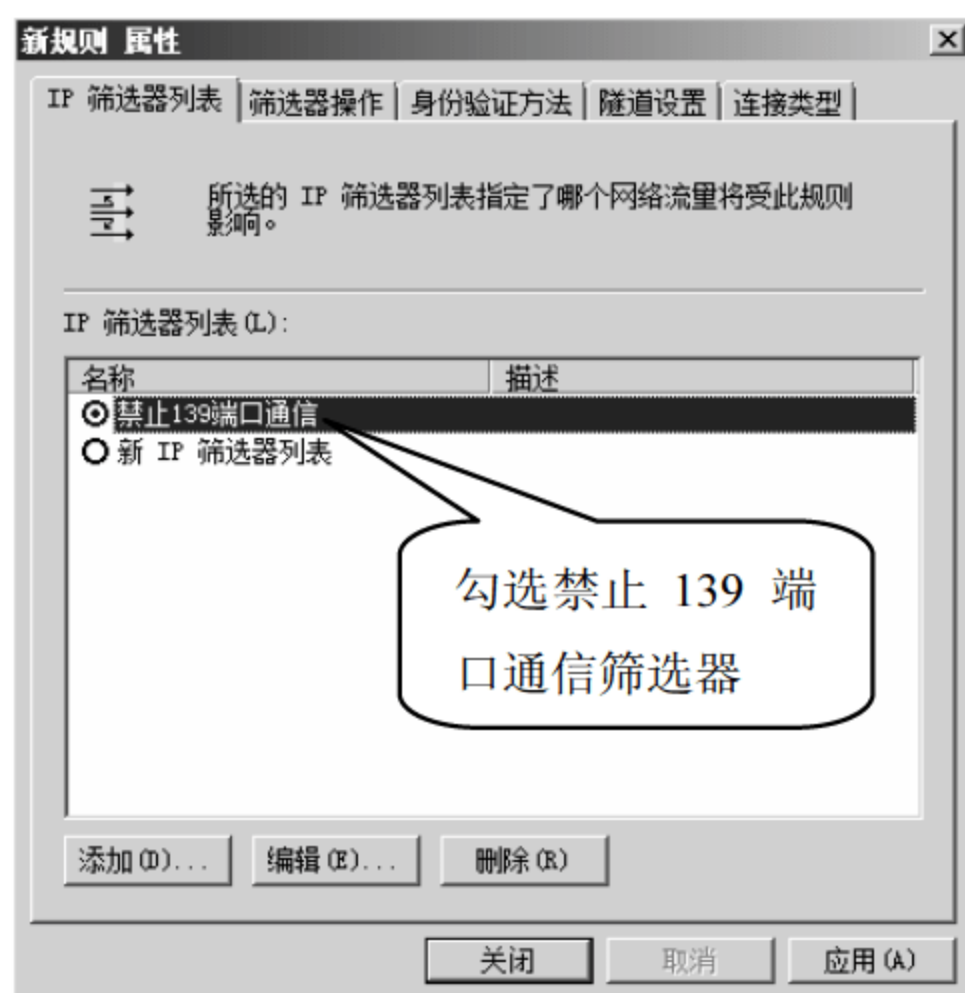 新规则 属性
IP 筛选器列表 筛选器操作 身份验证方法 隧道设置 连接类型
所选的 IP 筛选器列表指定了哪个网络流量将受此规则
影响。
IP 筛选器列表(L):
名称 描述
禁止139端口通信
新 IP 筛选器列表
勾选禁止 139 端
口通信筛选器
添加(D)... 编辑(E)... 删除(R)
关闭 取消 应用(A)